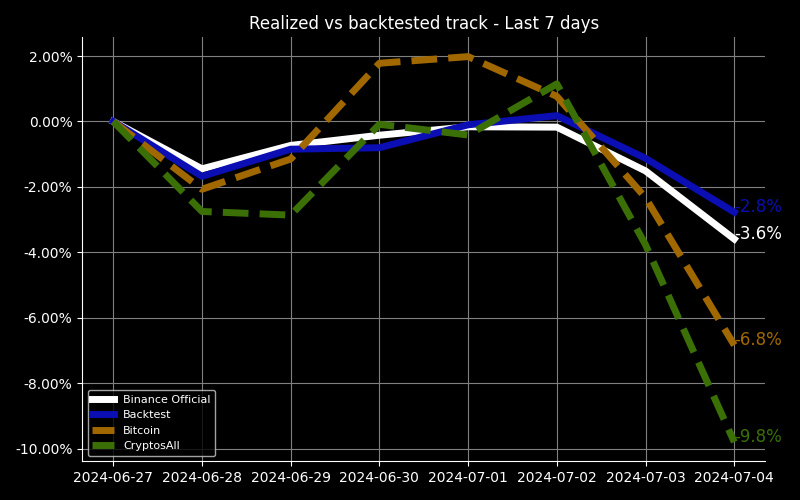 Realized vs backtested track - Last 7 days
2.00%
0.00%
-2.00%
-4.00%
-6.00%
-8.00%
-10.00%
-2.8%
-3.6%
-6.8%
-9.8%
Binance Official
Backtest
Bitcoin
CryptosAll
2024-06-27 2024-06-28 2024-06-29 2024-06-30 2024-07-01 2024-07-02 2024-07-03 2024-07-04